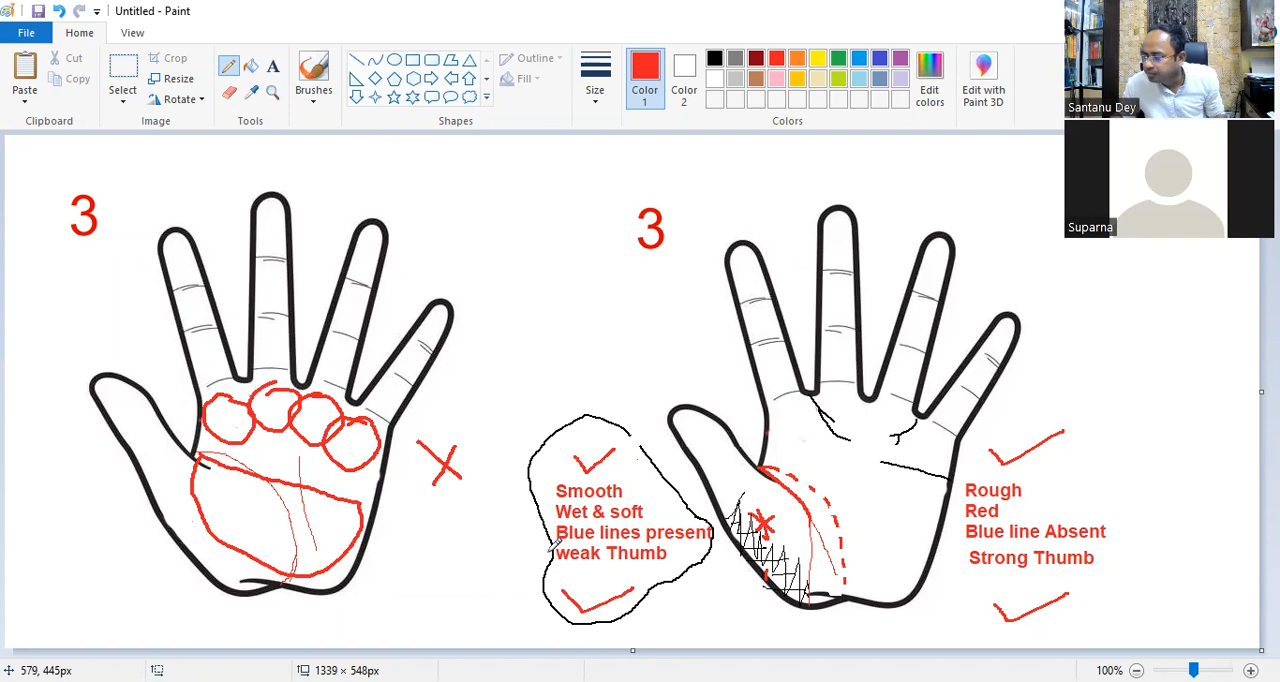 Untitled - Paint
File
Home
View
Paste
Cut
Copy
Clipboard
Select
Crop
Resize
Rotate
Image
A
Tools
Brushes
Shapes
Outline
Fill
Size
Color
1
Color
2
Edit
colors
Edit with
Paint 3D
Colors
Santanu Dey
Suparna
3
3
Smooth
Wet & soft
Blue lines present
weak Thumb
Rough
Red
Blue line Absent
Strong Thumb
579, 445px
1339 × 548px
100%